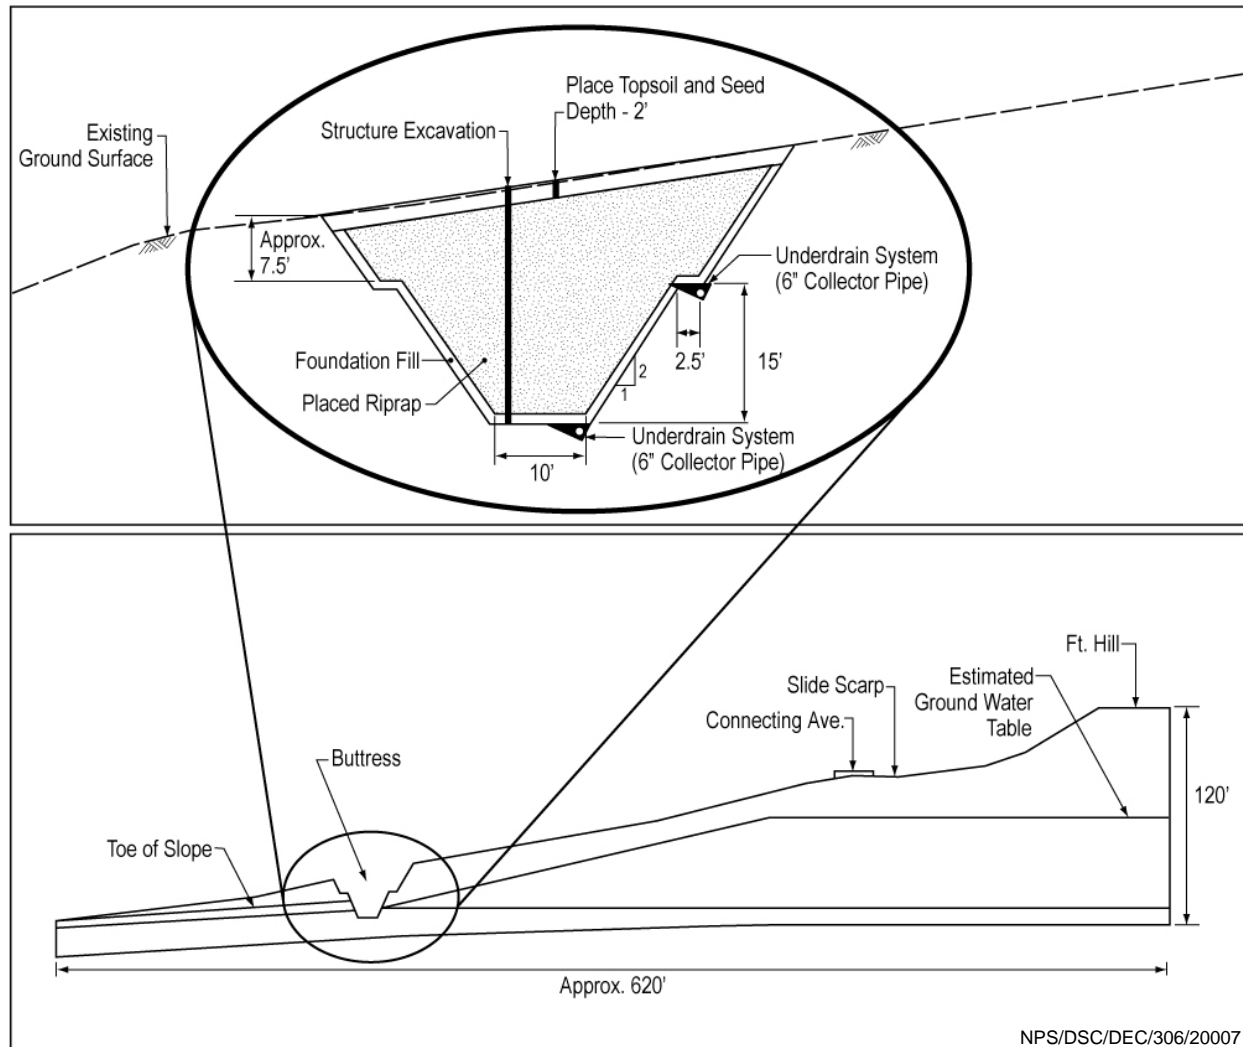 Place Topsoil and Seed
Depth - 2'
Structure Excavation
Existing
Ground Surface
Approx.
7.5'
Underdrain System
(6" Collector Pipe)
2.5'
15'
Foundation Fill
2
1
Placed Riprap
Underdrain System
(6" Collector Pipe)
10'
Ft. Hill
Estimated
Ground Water
Table
Slide Scarp
Connecting Ave.
Buttress
120'
Toe of Slope
Approx. 620'
NPS/DSC/DEC/306/20007